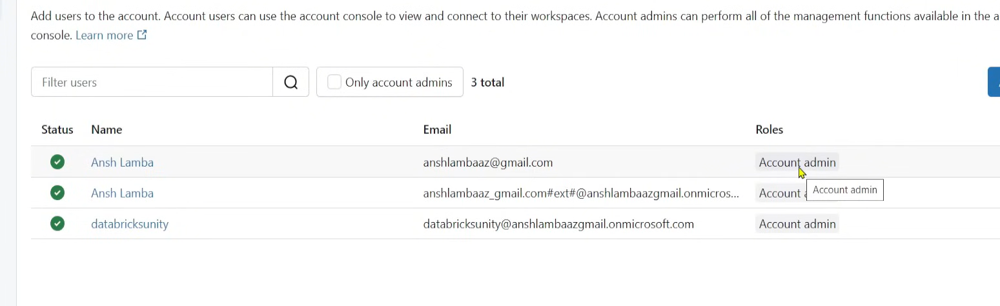 Add users to the account. Account users can use the account console to view and connect to their workspaces. Account admins can perform all of the management functions available in the a
console. Learn more
Filter users
Only account admins
3 total
Status Name Email Roles
Ansh Lamba anshlambaaz@gmail.com Account admin
Ansh Lamba anshlambaaz_gmail.com#ext#@anshlambaazgmail.onmicros... Account a
Account admin
databricksunity databricksunity@anshlambaazgmail.onmicrosoft.com Account admin